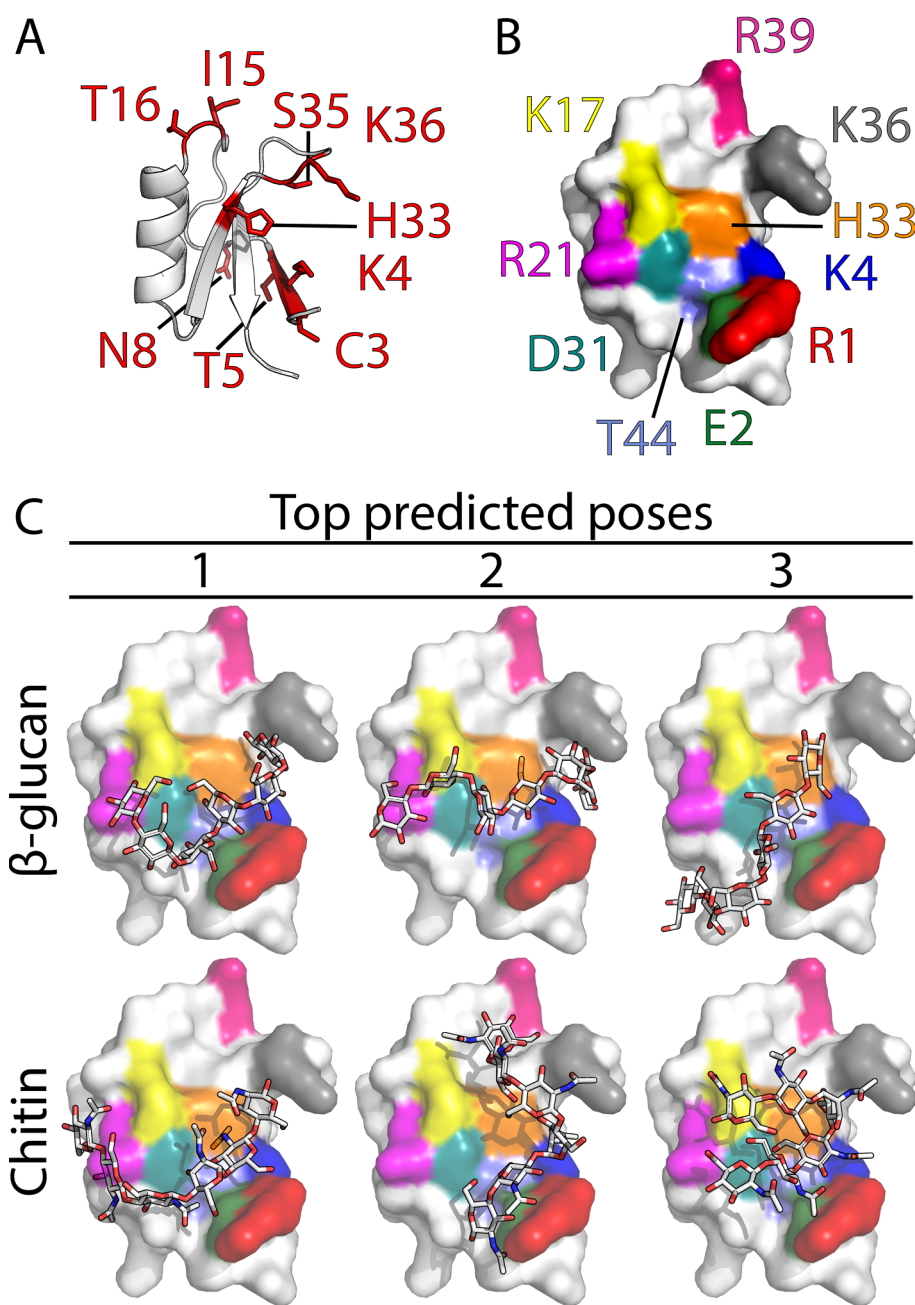 A
I15
T16
S35
K36
H33
K4
N8
T5
C3
B
R39
K17
K36
H33
R21
K4
D31
R1
T44
E2
C
Top predicted poses
1 2 3
β-glucan
Chitin